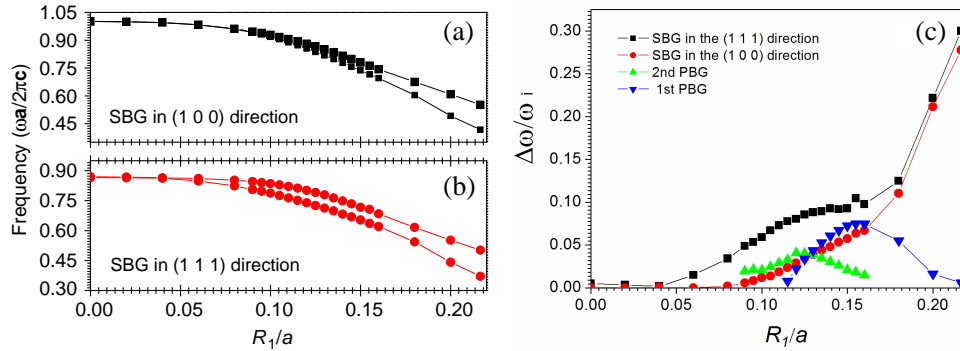 1.05
0.90
0.75
0.60
0.45
(a)
SBG in (1 0 0) direction
0.90
0.75
0.60
0.45
0.30
(b)
SBG in (1 1 1) direction
Frequency (ωa/2πc)
0.00 0.05 0.10 0.15 0.20
R₁/a
(c)
SBG in the (1 1 1) direction
SBG in the (1 0 0) direction
2nd PBG
1st PBG
0.30
0.25
0.20
0.15
0.10
0.05
0.00
Δω/ω i
0.00 0.05 0.10 0.15 0.20
R₁/a